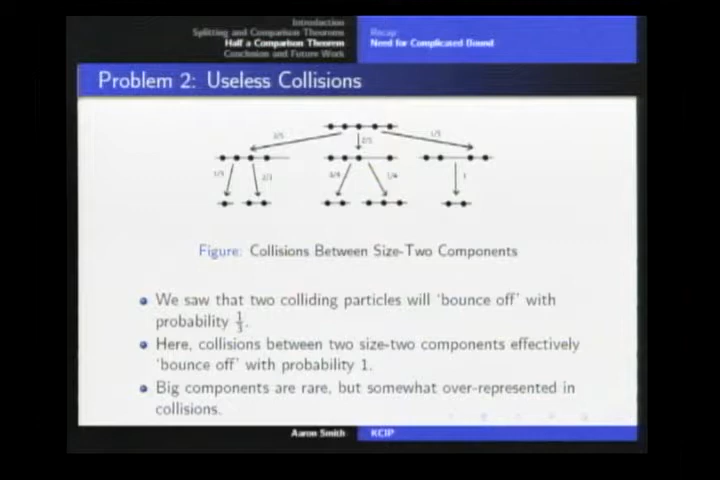 Introduction
Splitting and Comparison Theorems
Half a Comparison Theorem
Conclusion and Future Work
Recap
Need for Complicated Bound
Problem 2: Useless Collisions
1
Figure: Collisions Between Size-Two Components
We saw that two colliding particles will ‘bounce off’ with
probability 1/3.
Here, collisions between two size-two components effectively
‘bounce off’ with probability 1.
Big components are rare, but somewhat over-represented in
collisions.
Aaron Smith
KCIP